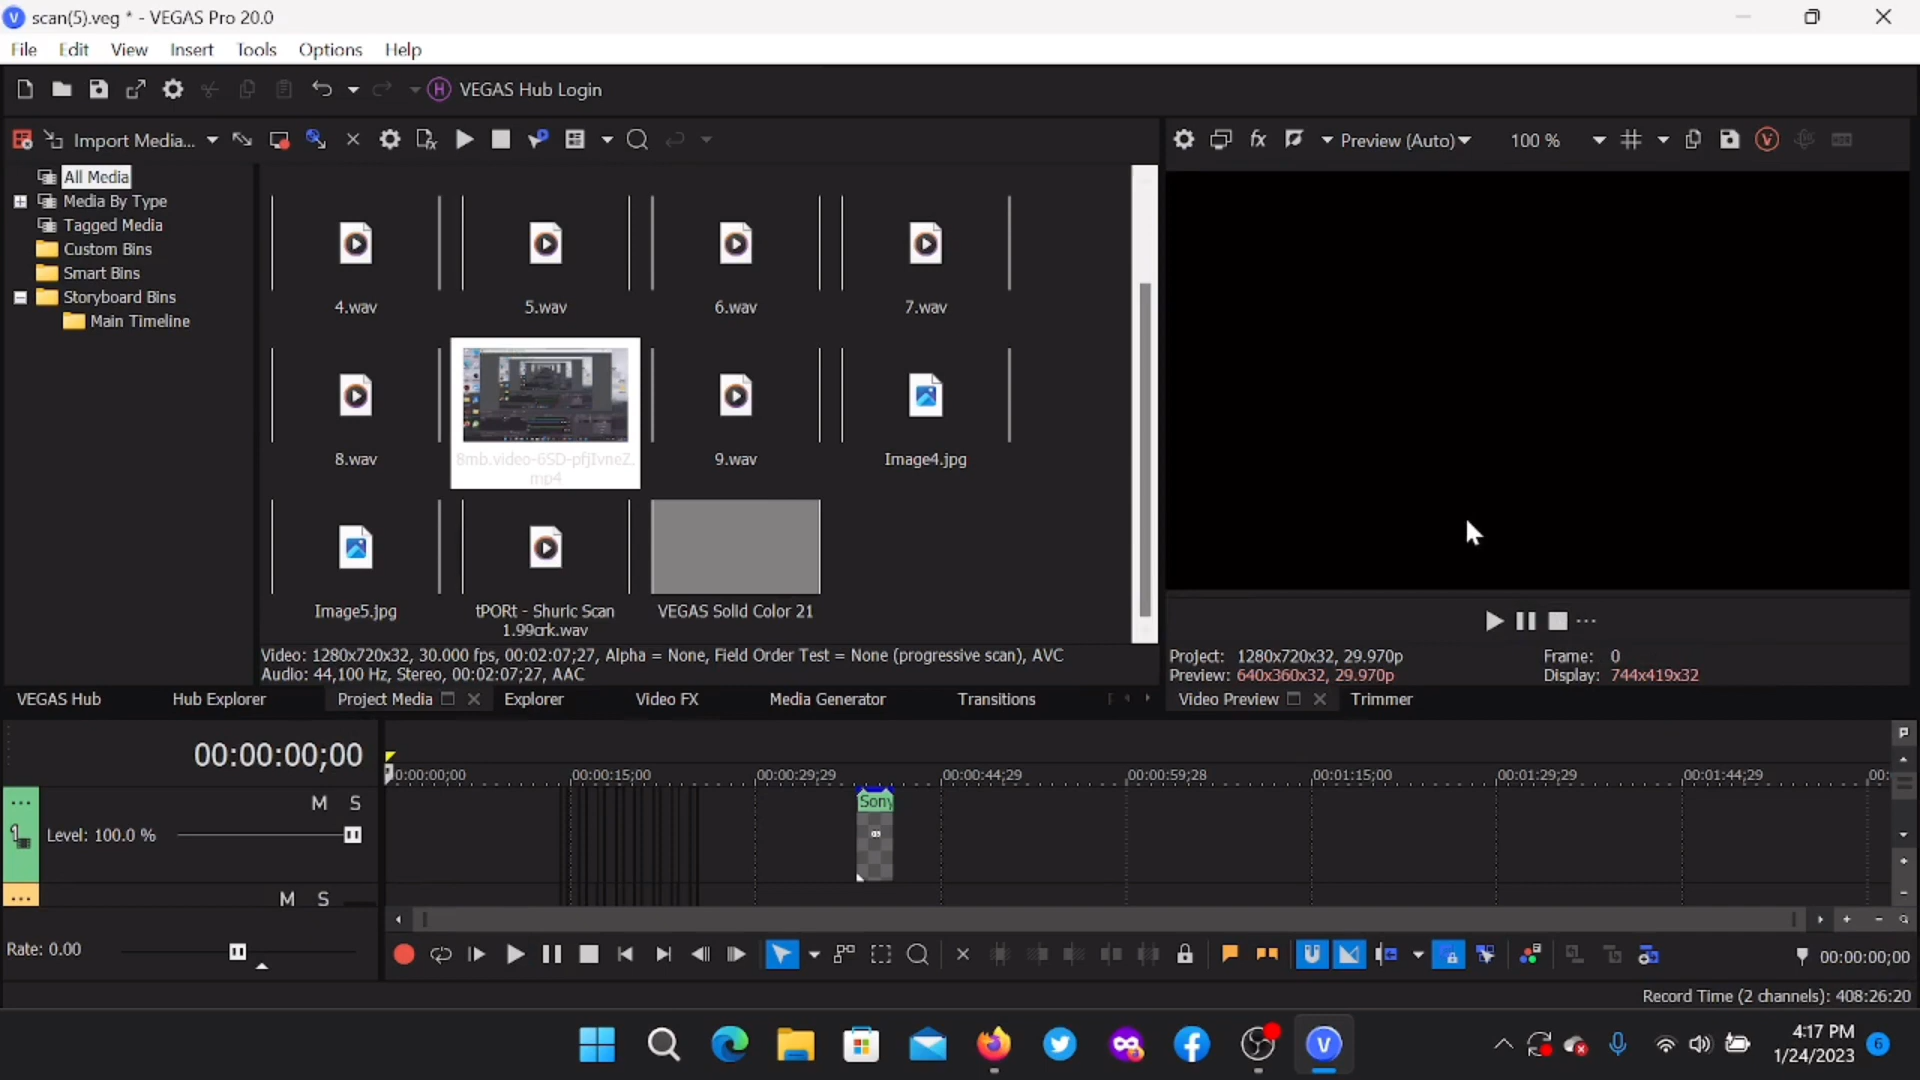 scan(5).veg * - VEGAS Pro 20.0
File Edit View Insert Tools Options Help
VEGAS Hub Login
Import Media...
Preview (Auto)
100 %
All Media
Media By Type
Tagged Media
Custom Bins
Smart Bins
Storyboard Bins
Main Timeline
4.wav
5.wav
6.wav
7.wav
8.wav
8mb.video-6SD-pfjIvneZ.
mp4
9.wav
Image4.jpg
Image5.jpg
tPORt - Shuric Scan
1.99crk.wav
VEGAS Solid Color 21
Video: 1280x720x32, 30.000 fps, 00:02:07;27, Alpha = None, Field Order Test = None (progressive scan), AVC
Audio: 44,100 Hz, Stereo, 00:02:07;27, AAC
Project: 1280x720x32, 29.970p
Preview: 640x360x32, 29.970p
Frame: 0
Display: 744x419x32
VEGAS Hub
Hub Explorer
Project Media
Explorer
Video FX
Media Generator
Transitions
Video Preview
Trimmer
00:00:00;00
0:00:00;00
00:00:15;00
00:00:29;29
00:00:44;29
00:00:59;28
00:01:15;00
00:01:29;29
00:01:44;29
00:
M S
Level: 100.0 %
Sony
M S
Rate: 0.00
00:00:00;00
Record Time (2 channels): 408:26:20
4:17 PM
1/24/2023
6